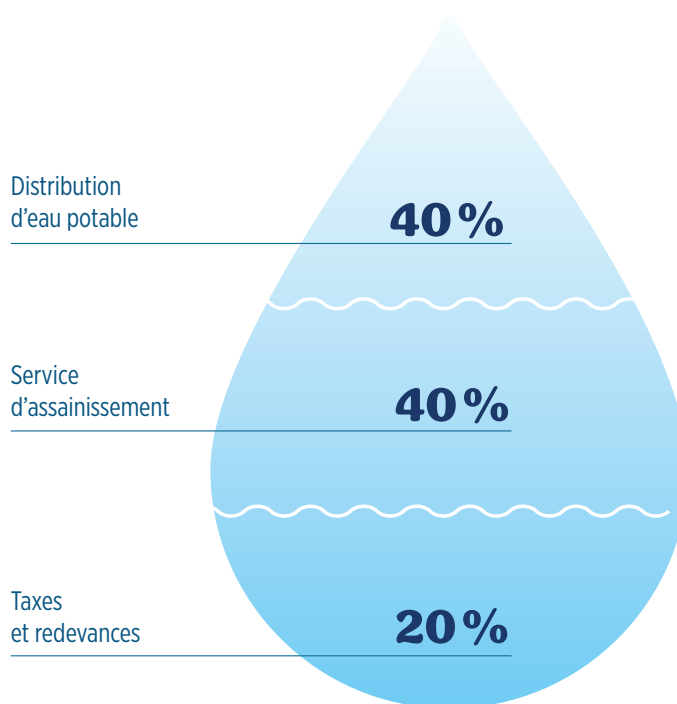 Distribution
d’eau potable
40 %
Service
d’assainissement
40 %
Taxes
et redevances
20 %